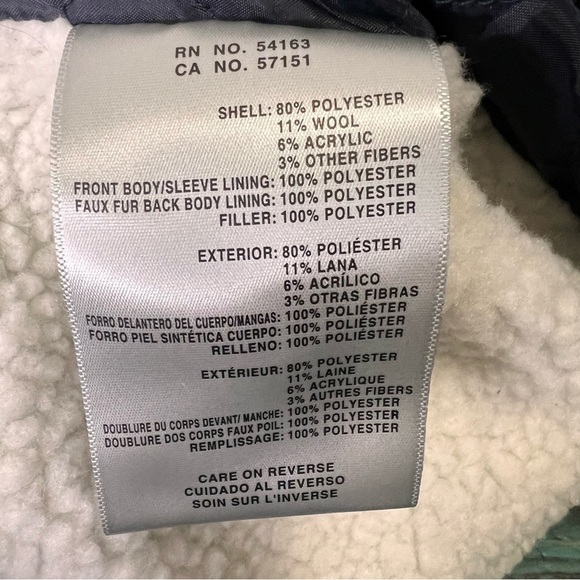 RN NO. 54163
CA NO. 57151
SHELL: 80% POLYESTER
11% WOOL
6% ACRYLIC
3% OTHER FIBERS
FRONT BODY/SLEEVE LINING: 100% POLYESTER
FAUX FUR BACK BODY LINING: 100% POLYESTER
FILLER: 100% POLYESTER
EXTERIOR: 80% POLIÉSTER
11% LANA
6% ACRÍLICO
3% OTRAS FIBRAS
FORRO DELANTERO DEL CUERPO/MANGAS: 100% POLIÉSTER
FORRO PIEL SINTÉTICA CUERPO: 100% POLIÉSTER
RELLENO: 100% POLIÉSTER
EXTÉRIEUR: 80% POLYESTER
11% LAINE
6% ACRYLIQUE
3% AUTRES FIBERS
DOUBLURE DU CORPS DEVANT/ MANCHE: 100% POLYESTER
DOUBLURE DOS CORPS FAUX POIL: 100% POLYESTER
REMPLISSAGE: 100% POLYESTER
CARE ON REVERSE
CUIDADO AL REVERSO
SOIN SUR L'INVERSE